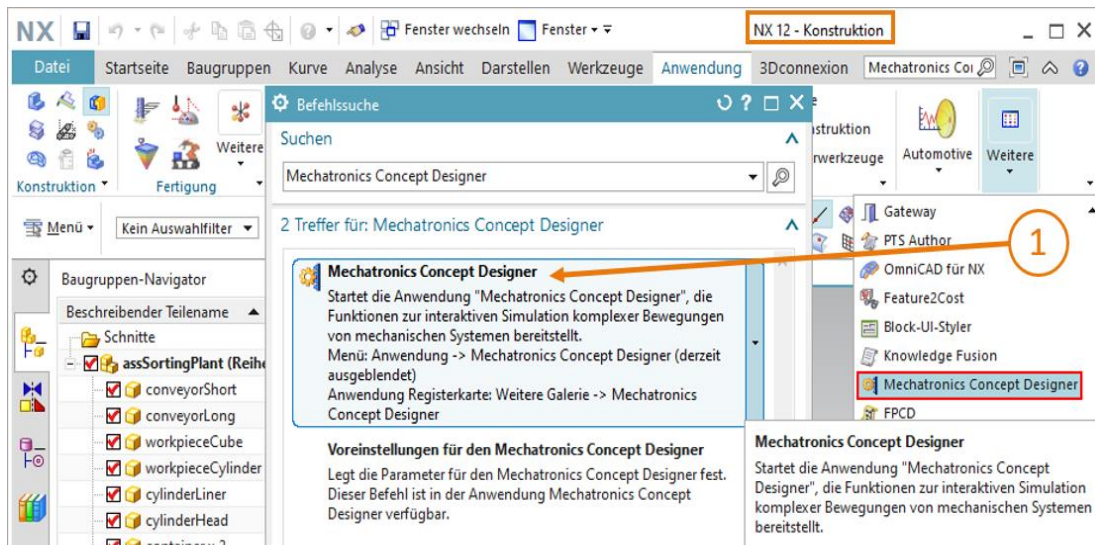 NX
Fenster wechseln
Fenster
NX 12 - Konstruktion
Datei Startseite Baugruppen Kurve Analyse Ansicht Darstellen Werkzeuge Anwendung 3Dconnexion
Weitere
Konstruktion
Fertigung
Menü
Kein Auswahlfilter
Baugruppen-Navigator
Beschreibender Teilename
Schnitte
conveyorShort
conveyorLong
workpieceCube
workpieceCylinder
cylinderLiner
cylinderHead
Befehlssuche
Suchen
Mechatronics Concept Designer
2 Treffer für: Mechatronics Concept Designer
Mechatronics Concept Designer
Startet die Anwendung "Mechatronics Concept Designer", die
Funktionen zur interaktiven Simulation komplexer Bewegungen
von mechanischen Systemen bereitstellt.
Menü: Anwendung -> Mechatronics Concept Designer (derzeit
ausgeblendet)
Anwendung Registerkarte: Weitere Galerie -> Mechatronics
Concept Designer
Voreinstellungen für den Mechatronics Concept Designer
Legt die Parameter für den Mechatronics Concept Designer fest.
Dieser Befehl ist in der Anwendung Mechatronics Concept
Designer verfügbar.
Automotive
Weitere
Gateway
PTS Author
OmniCAD für NX
Feature2Cost
Block-UI-Styler
Knowledge Fusion
Mechatronics Concept Designer
FPCD
1
Mechatronics Concept Designer
Startet die Anwendung "Mechatronics Concept
Designer", die Funktionen zur interaktiven Simulation
komplexer Bewegungen von mechanischen Systemen
bereitstellt.